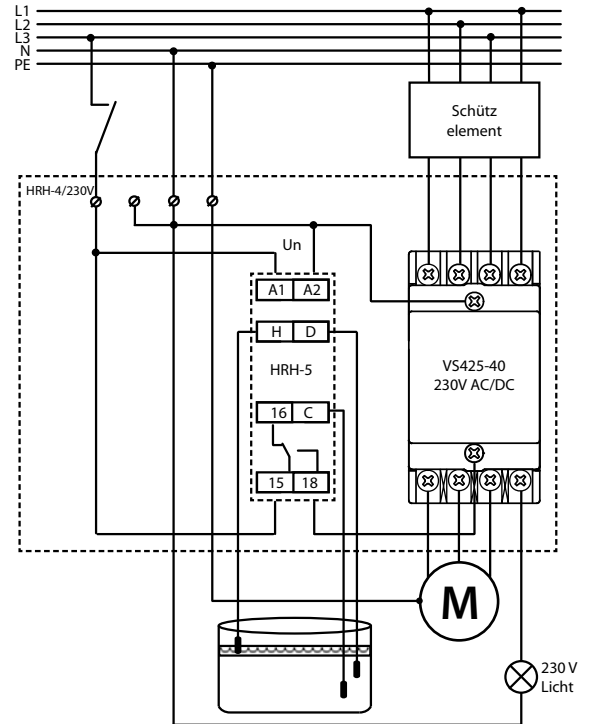 L1
L2
L3
N
PE
Schütz
element
HRH-4/230V
Un
A1 A2
H D
HRH-5
16 C
15 18
VS425-40
230V AC/DC
M
230 V
Licht